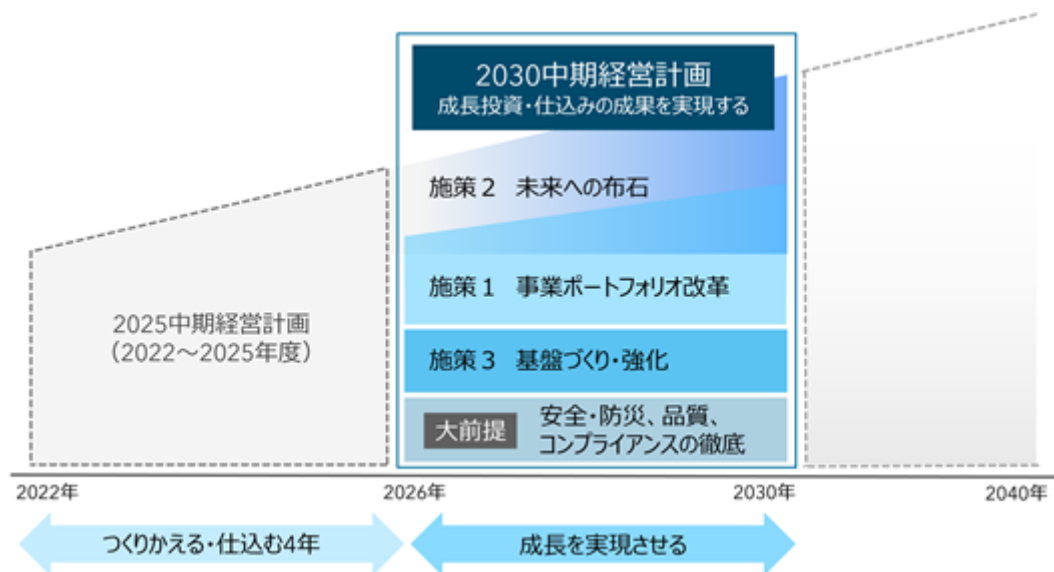 2030中期経営計画
成長投資・仕込みの成果を実現する
施策2 未来への布石
施策1 事業ポートフォリオ改革
2025中期経営計画
(2022～2025年度)
施策3 基盤づくり・強化
大前提
安全・防災、品質、
コンプライアンスの徹底
2022年
2026年
2030年
2040年
つくりかえる・仕込む4年
成長を実現させる